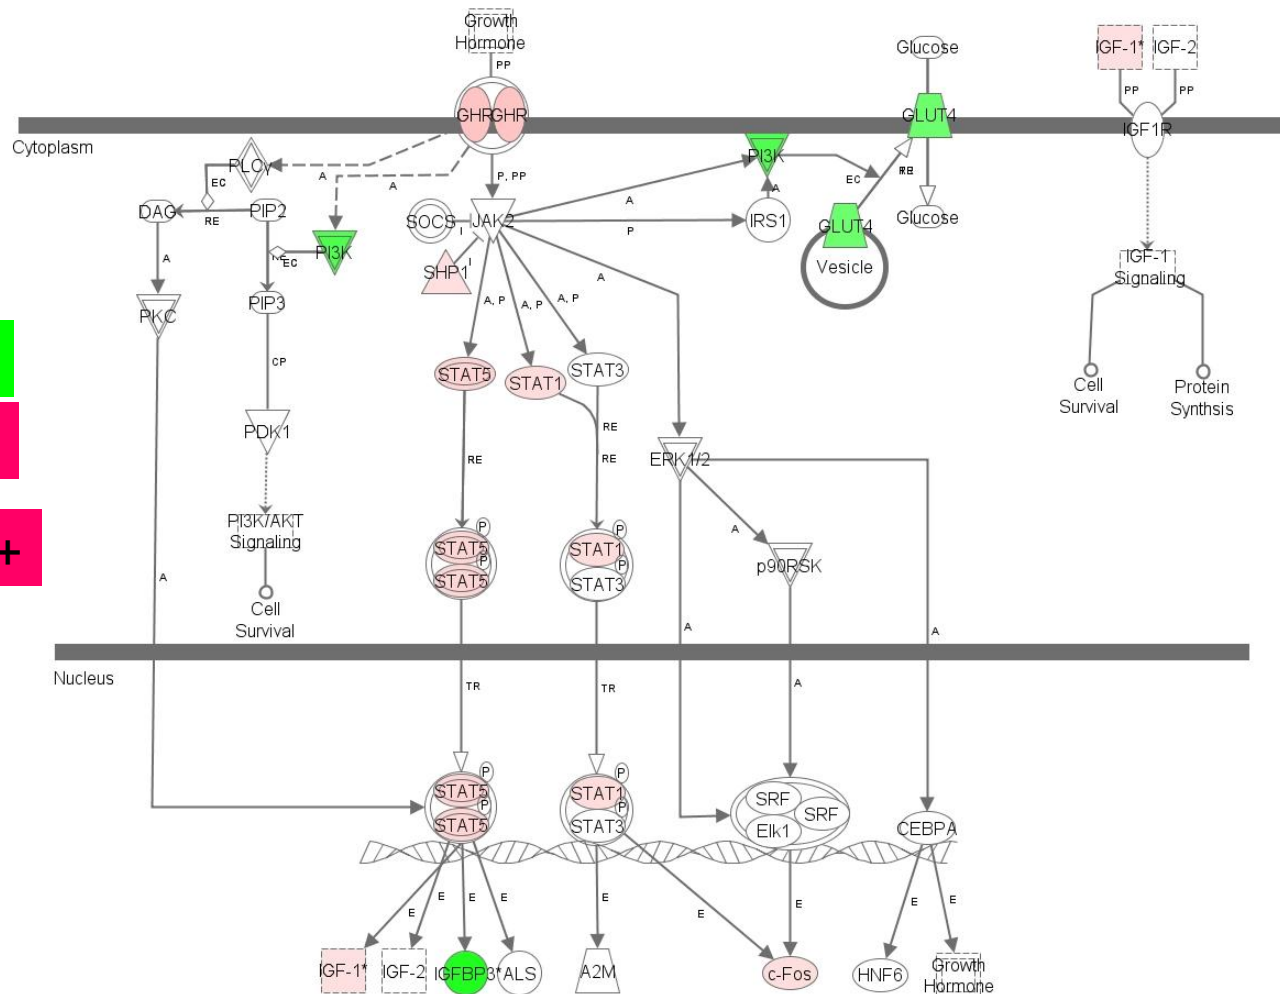 Growth
Hormone
PP
GHR GHR
Glucose
GLUT4
IGF-1* IGF-2
PP PP
IGF1R
Cytoplasm
PLCγ
EC
A
A
P, PP
PI3K
A
EC
RE
Glucose
DAG
RE
PIP2
SOCS
I
JAK2
A
P
IRS1
GLUT4
Vesicle
A
EC
PI3K
SHP1
I
A
IGF-1
Signaling
PKC
PIP3
A, P
A, P
A, P
CP
STAT5
STAT1
STAT3
Cell
Survival
Protein
Synthsis
PDK1
RE
RE
RE
ERK1/2
PI3K/AKT
Signaling
A
+
P
STAT5
P
STAT5
P
STAT1
P
STAT3
p90RSK
A
Cell
Survival
A
A
Nucleus
TR
TR
A
P
STAT5
P
STAT5
P
STAT1
P
STAT3
SRF
SRF
Elk1
CEBPA
E
E
E
E
E
E
E
E
E
IGF-1*
IGF-2
IGFBP3*
ALS
A2M
c-Fos
HNF6
Growth
Hormone